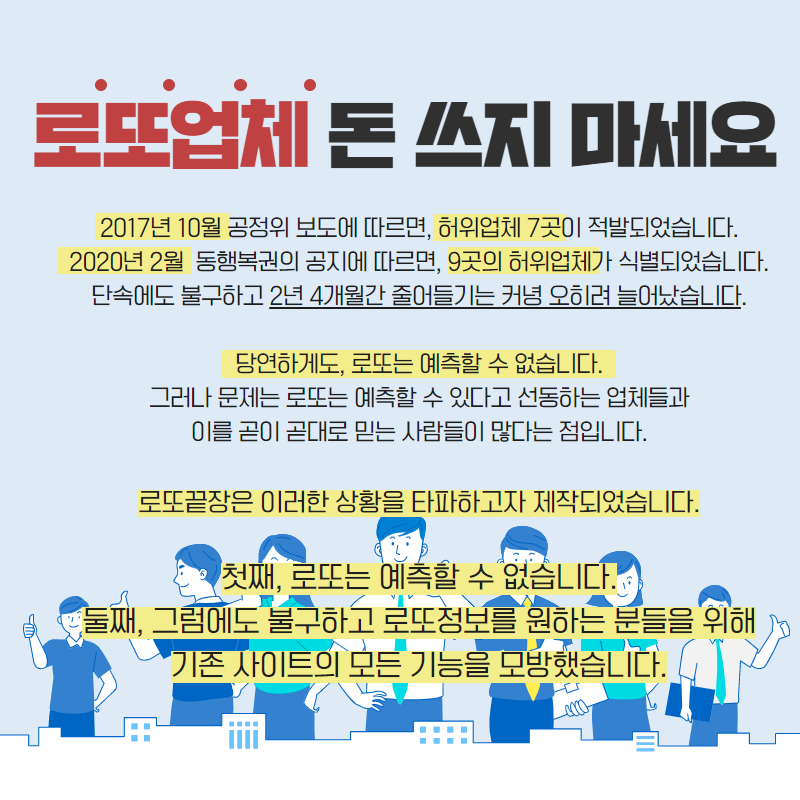 로또업체 돈 쓰지 마세요
2017년 10월 공정위 보도에 따르면, 허위업체 7곳이 적발되었습니다.
2020년 2월 동행복권의 공지에 따르면, 9곳의 허위업체가 식별되었습니다.
단속에도 불구하고 2년 4개월간 줄어들기는 커녕 오히려 늘어났습니다.
당연하게도, 로또는 예측할 수 없습니다.
그러나 문제는 로또는 예측할 수 있다고 선동하는 업체들과
이를 곧이 곧대로 믿는 사람들이 많다는 점입니다.
로또끝장은 이러한 상황을 타파하고자 제작되었습니다.
첫째, 로또는 예측할 수 없습니다.
둘째, 그럼에도 불구하고 로또정보를 원하는 분들을 위해
기존 사이트의 모든 기능을 모방했습니다.